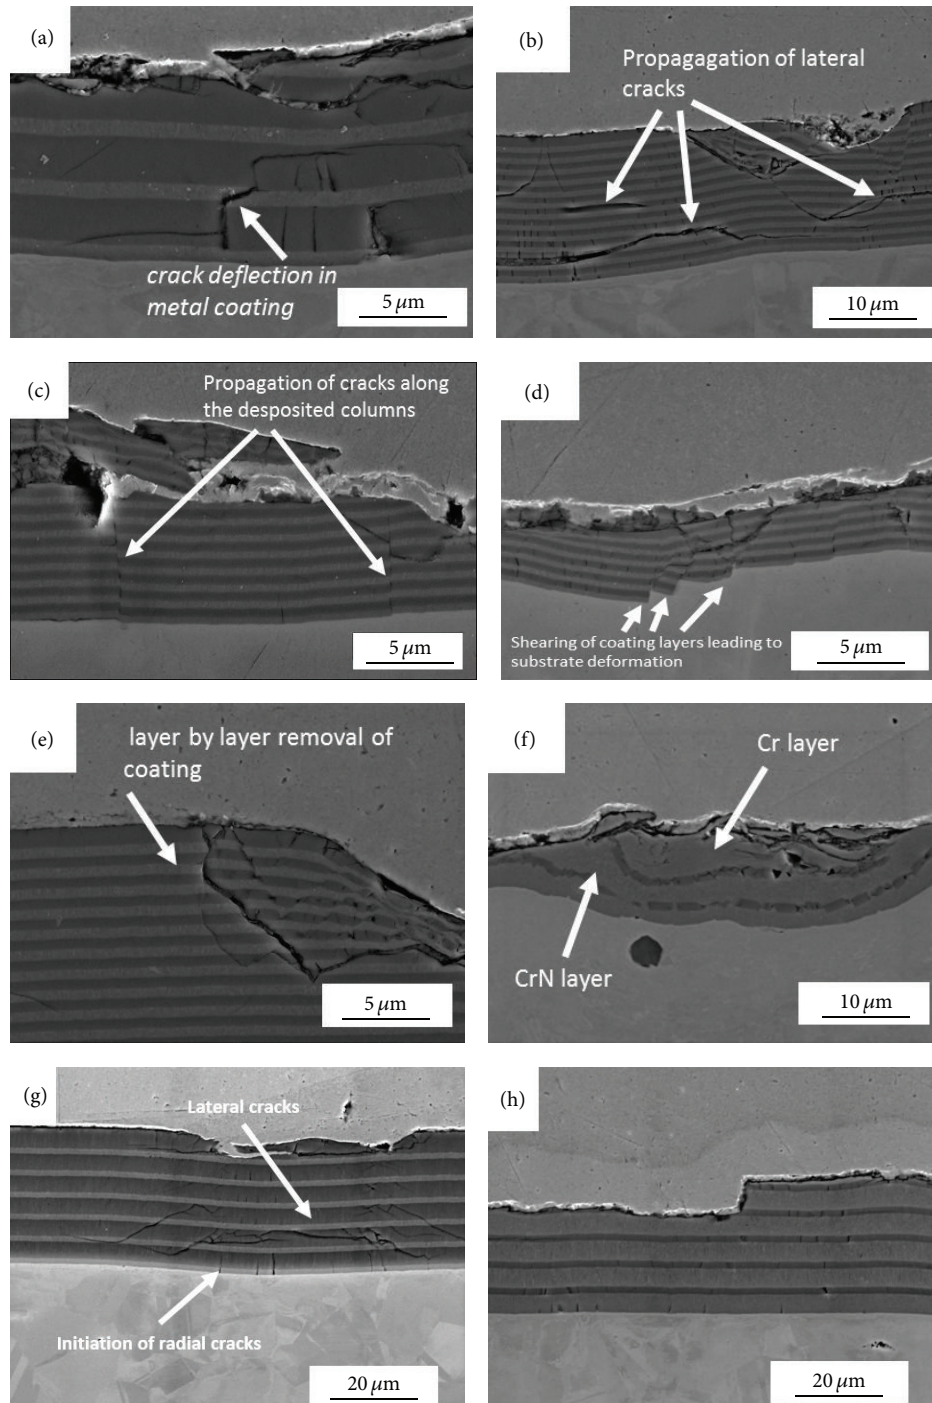 (a)
crack deflection in
metal coating
5 μm
(b)
Propagagation of lateral
cracks
10 μm
(c)
Propagation of cracks along
the desposited columns
5 μm
(d)
Shearing of coating layers leading to
substrate deformation
5 μm
(e)
layer by layer removal of
coating
5 μm
(f)
Cr layer
CrN layer
10 μm
(g)
Lateral cracks
Initiation of radial cracks
20 μm
(h)
20 μm